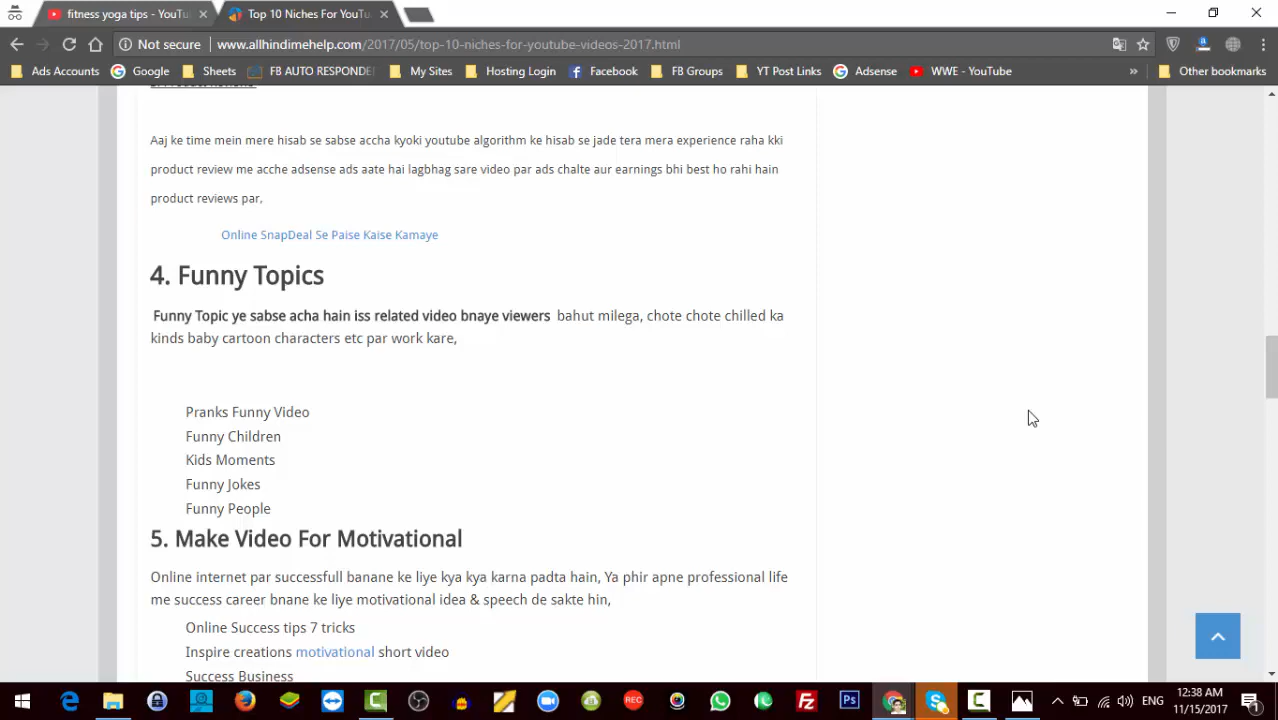 fitness yoga tips - YouTu
Top 10 Niches For YouTu
Not secure
www.allhindimehelp.com/2017/05/top-10-niches-for-youtube-videos-2017.html
Ads Accounts
Google
Sheets
FB AUTO RESPONDE
My Sites
Hosting Login
Facebook
FB Groups
YT Post Links
Adsense
WWE - YouTube
»
Other bookmarks
Aaj ke time mein mere hisab se sabse accha kyoki youtube algorithm ke hisab se jade tera mera experience raha kki
product review me acche adsense ads aate hai lagbhag sare video par ads chalte aur earnings bhi best ho rahi hain
product reviews par,
Online SnapDeal Se Paise Kaise Kamaye
4. Funny Topics
Funny Topic ye sabse acha hain iss related video bnaye viewers bahut milega, chote chote chilled ka
kinds baby cartoon characters etc par work kare,
Pranks Funny Video
Funny Children
Kids Moments
Funny Jokes
Funny People
5. Make Video For Motivational
Online internet par successfull banane ke liye kya kya karna padta hain, Ya phir apne professional life
me success career bnane ke liye motivational idea & speech de sakte hin,
Online Success tips 7 tricks
Inspire creations motivational short video
Success Business
REC
Ps
ENG
12:38 AM
11/15/2017